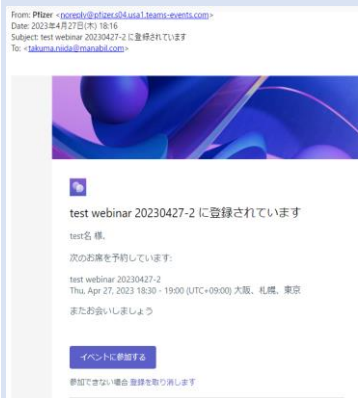 From: Pfizer <noreply@pfizer.s04.usa1.teams-events.com>
Date: 2023年4月27日(木) 18:16
Subject: test webinar 20230427-2 に登録されています
To: <takuma.niida@manabil.com>
test webinar 20230427-2 に登録されています
test名 様,
次のお席を予約しています:
test webinar 20230427-2
Thu, Apr 27, 2023 18:30 - 19:00 (UTC+09:00) 大阪、札幌、東京
またお会いしましょう
イベントに参加する
参加できない場合 登録を取り消します